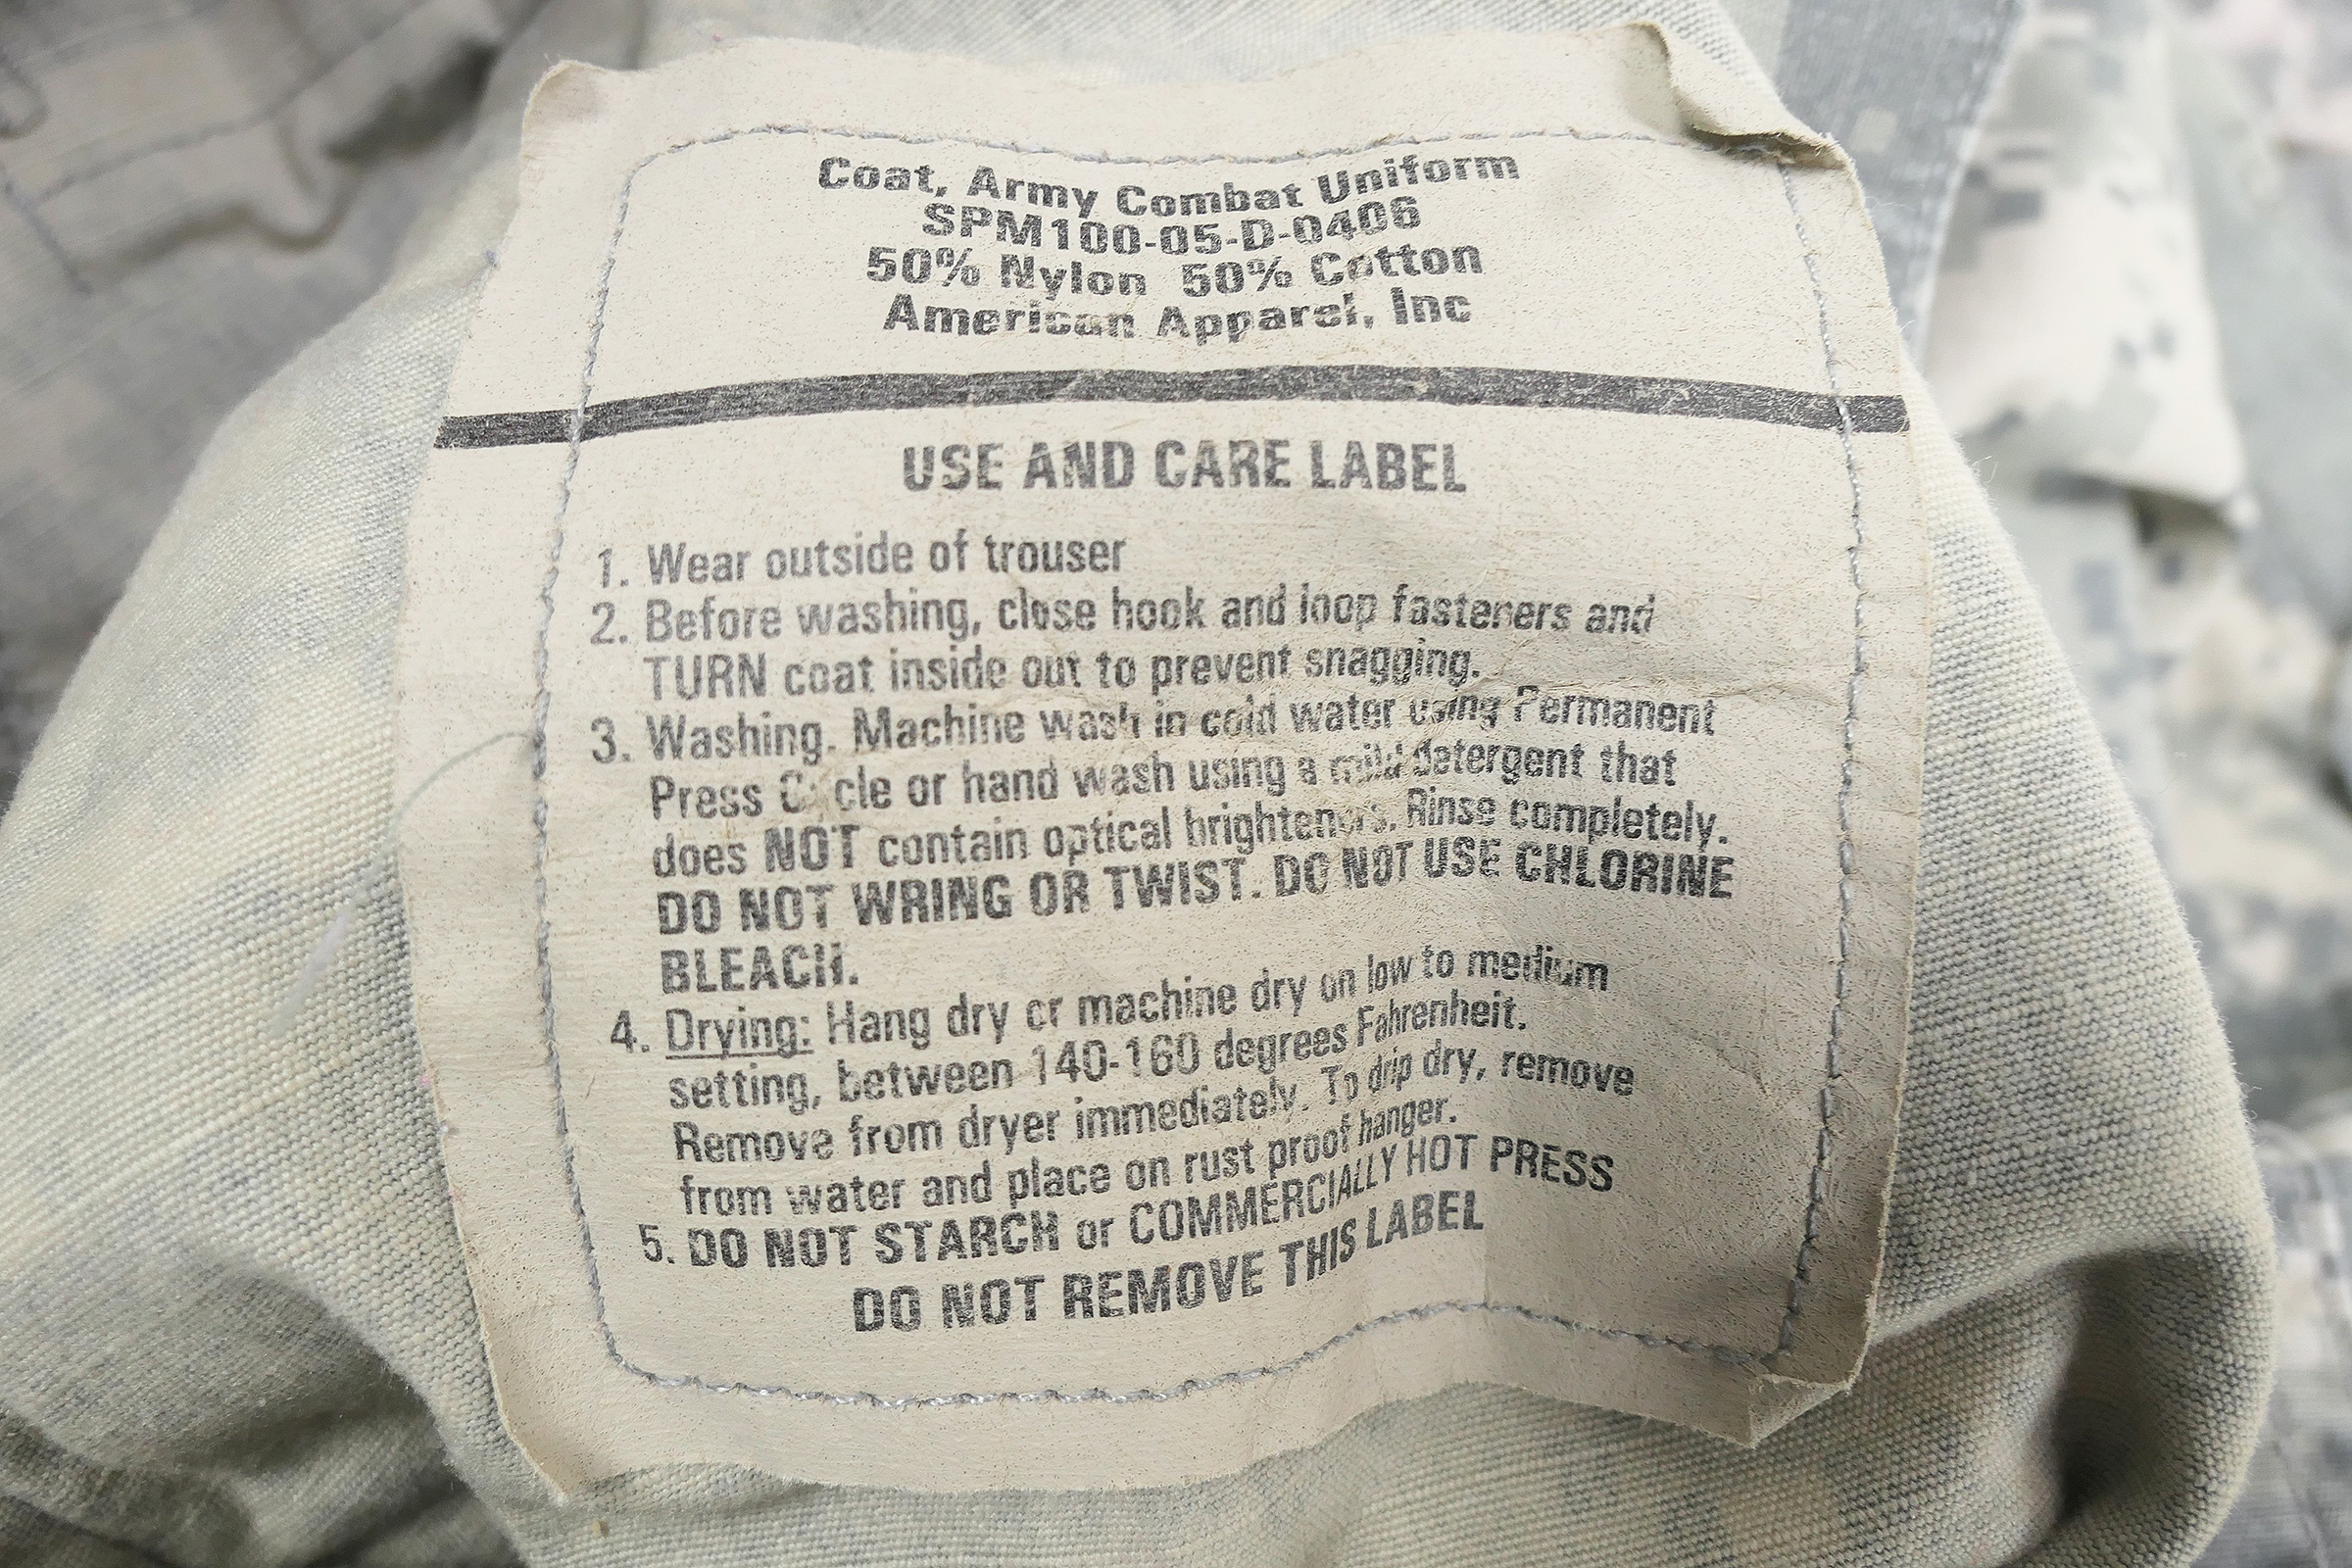 Coat, Army Combat Uniform
SPM100-05-D-0406
50% Nylon 50% Cotton
American Apparel, Inc
USE AND CARE LABEL
1. Wear outside of trouser
2. Before washing, close hook and loop fasteners and
TURN coat inside out to prevent snagging.
3. Washing. Machine wash in cold water using Permanent
Press Cycle or hand wash using a mild detergent that
does NOT contain optical brighteners. Rinse completely.
DO NOT WRING OR TWIST. DO NOT USE CHLORINE
BLEACH.
4. Drying: Hang dry or machine dry on low to medium
setting, between 140-160 degrees Fahrenheit.
Remove from dryer immediately. To drip dry, remove
from water and place on rust proof hanger.
5. DO NOT STARCH or COMMERCIALLY HOT PRESS
DO NOT REMOVE THIS LABEL